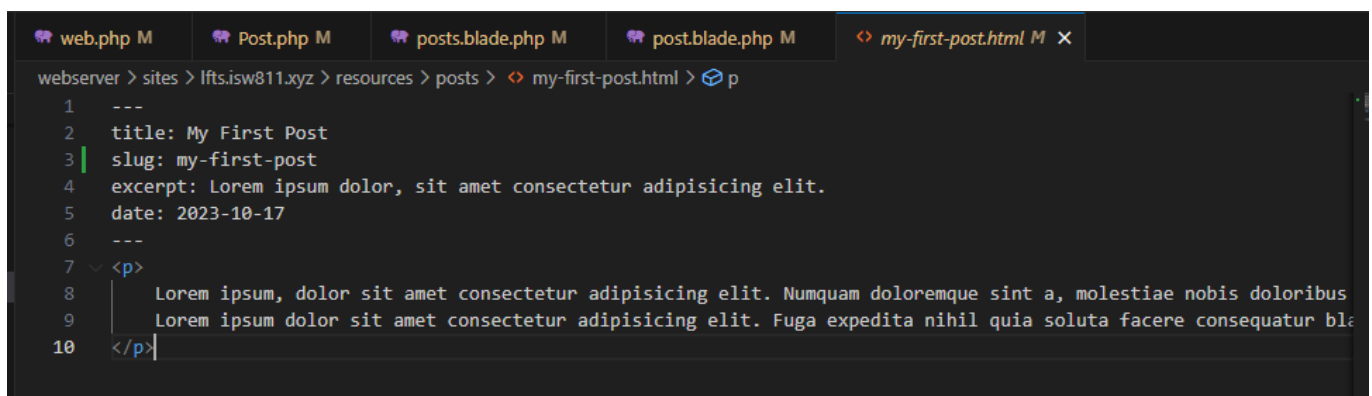 web.php M Post.php M posts.blade.php M post.blade.php M <> my-first-post.html M ×
webserver > sites > lfts.isw811.xyz > resources > posts > <> my-first-post.html > p
1 ---
2 title: My First Post
3 slug: my-first-post
4 excerpt: Lorem ipsum dolor, sit amet consectetur adipisicing elit.
5 date: 2023-10-17
6 ---
7 <p>
8 Lorem ipsum, dolor sit amet consectetur adipisicing elit. Numquam doloremque sint a, molestiae nobis doloribus
9 Lorem ipsum dolor sit amet consectetur adipisicing elit. Fuga expedita nihil quia soluta facere consequatur
10 </p>